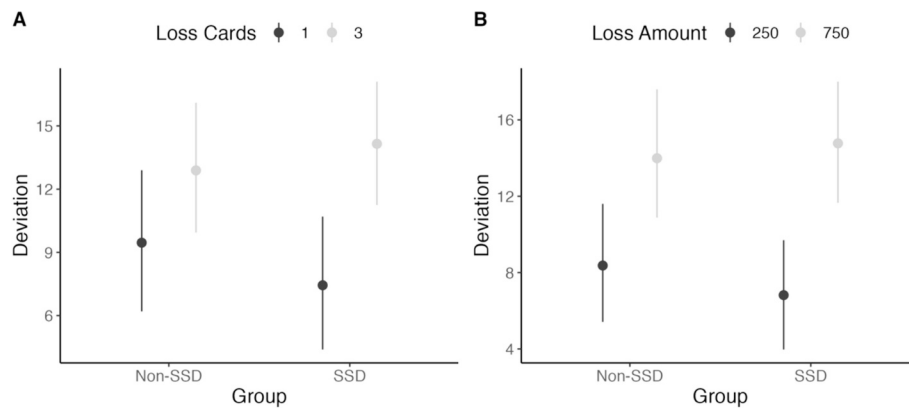 A
Loss Cards 1 3
15
12
9
6
Deviation
Non-SSD SSD
Group
B
Loss Amount 250 750
16
12
8
4
Deviation
Non-SSD SSD
Group